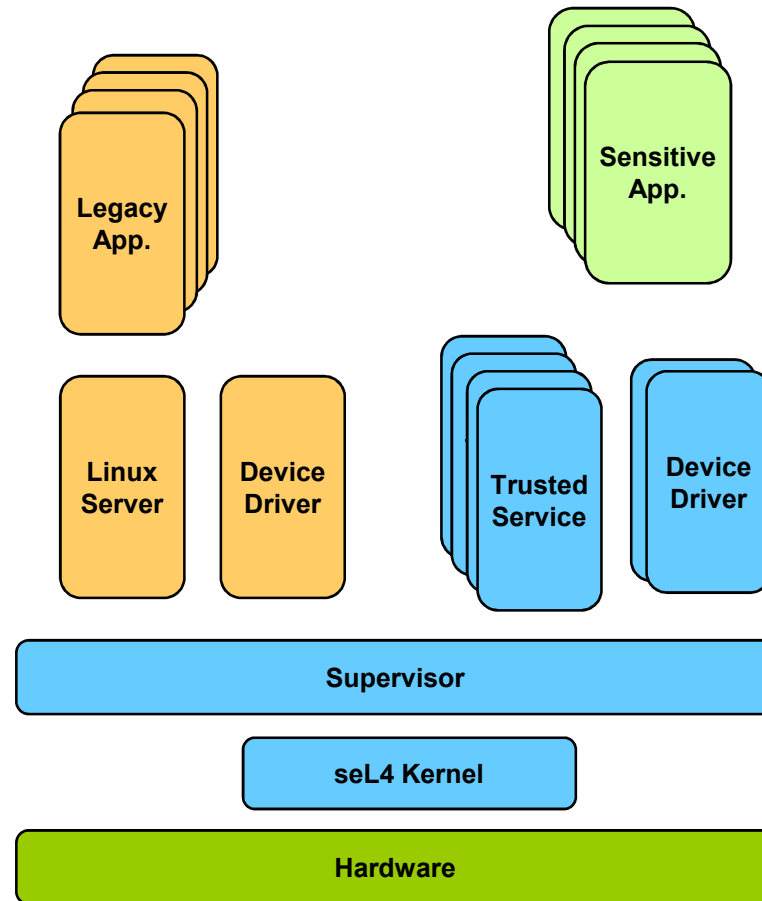 Legacy
App.
Sensitive
App.
Linux
Server
Device
Driver
Trusted
Service
Device
Driver
Supervisor
seL4 Kernel
Hardware